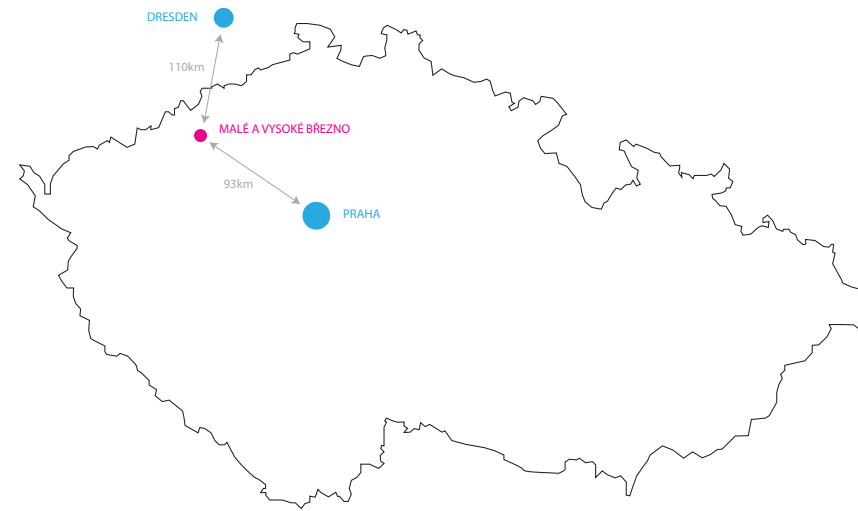 DRESDEN
110km
MALÉ A VYSOKÉ BŘEZNO
93km
PRAHA